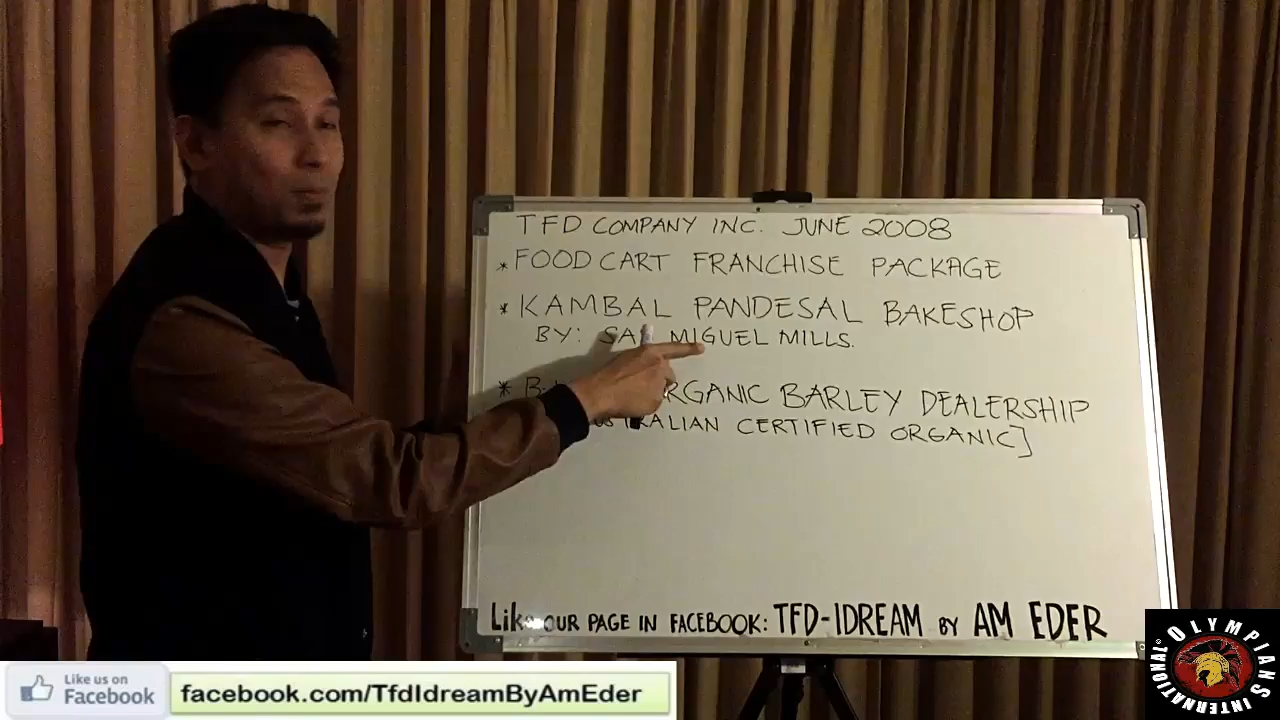 TFD COMPANY INC. JUNE 2008
* FOOD CART FRANCHISE PACKAGE
* KAMBAL PANDESAL BAKESHOP
BY: SAN MIGUEL MILLS.
* ORGANIC BARLEY DEALERSHIP
CERTIFIED ORGANIC]
Like OUR PAGE IN FACEBOOK: TFD-IDREAM BY AM EDER
Like us on
Facebook
facebook.com/TfdIdreamByAmEder
OLYMPIANS INTERNATIONAL